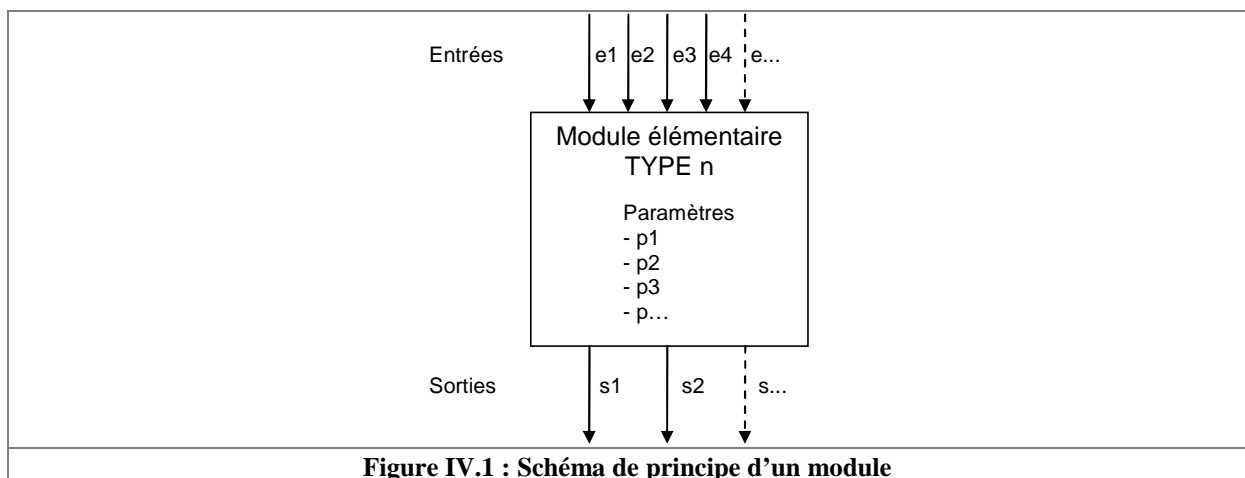 Entrées e1 e2 e3 e4 e...
Module élémentaire
TYPE n
Paramètres
- p1
- p2
- p3
- p…
Sorties s1 s2 s...
Figure IV.1 : Schéma de principe d’un module